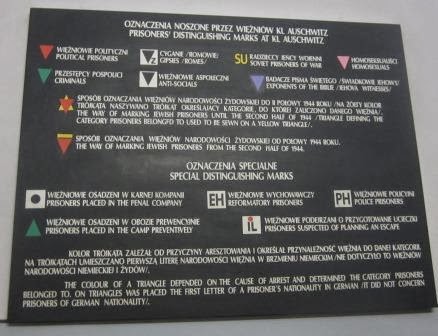 OZNACZENIA NOSZONE PRZEZ WIĘŹNIÓW KL AUSCHWITZ
PRISONERS' DISTINGUISHING MARKS AT KL AUSCHWITZ
WIĘŹNIOWIE POLITYCZNI
POLITICAL PRISONERS
Z
CYGANIE /ROMOWIE/
GIPSIES /ROMES/
SU
RADZIECCY JEŃCY WOJENNI
SOVIET PRISONERS OF WAR
HOMOSEKSUALIŚCI
HOMOSEXUALS
PRZESTĘPCY POSPOLICI
CRIMINALS
WIĘŹNIOWIE ASPOŁECZNI
ANTI-SOCIALS
BADACZE PISMA ŚWIĘTEGO /ŚWIADKOWIE JEHOWY/
EXPONENTS OF THE BIBLE /JEHOVA WITNESSES/
SPOSÓB OZNACZANIA WIĘŹNIÓW NARODOWOŚCI ŻYDOWSKIEJ DO II POŁOWY 1944 ROKU /NA ŻÓŁTY KOLOR
TRÓJKĄTA NASZYWANO TRÓJKĄT OKREŚLAJĄCY KATEGORIĘ, DO KTÓREJ ZALICZONO DANEGO WIĘŹNIA/.
THE WAY OF MARKING JEWISH PRISONERS UNTIL THE SECOND HALF OF 1944 /TRIANGLE DEFINING THE
CATEGORY PRISONERS BELONGED TO USED TO BE SEWN ON A YELLOW TRIANGLE/.
SPOSÓB OZNACZANIA WIĘŹNIÓW NARODOWOŚCI ŻYDOWSKIEJ OD II POŁOWY 1944 ROKU.
THE WAY OF MARKING JEWISH PRISONERS FROM THE SECOND HALF OF 1944.
OZNACZENIA SPECJALNE
SPECIAL DISTINGUISHING MARKS
WIĘŹNIOWIE OSADZENI W KARNEJ KOMPANII
PRISONERS PLACED IN THE PENAL COMPANY
EH
WIĘŹNIOWIE WYCHOWAWCZY
REFORMATORY PRISONERS
PH
WIĘŹNIOWIE POLICYJNI
POLICE PRISONERS
WIĘŹNIOWIE OSADZENI W OBOZIE PREWENCYJNIE
PRISONERS PLACED IN THE CAMP PREVENTIVELY
IL
WIĘŹNIOWIE PODEJRZANI O PRZYGOTOWANIE UCIECZKI
PRISONERS SUSPECTED OF PLANNING AN ESCAPE
KOLOR TRÓJKĄTA ZALEŻAŁ OD PRZYCZYNY ARESZTOWANIA I OKREŚLAŁ PRZYNALEŻNOŚĆ WIĘŹNIA DO DANEJ KATEGORII.
NA TRÓJKĄTACH UMIESZCZANO PIERWSZĄ LITERĘ NARODOWOŚCI WIĘŹNIA W BRZMIENIU NIEMIECKIM /NIE DOTYCZYŁO TO WIĘŹNIÓW
NARODOWOŚCI NIEMIECKIEJ I ŻYDÓW/.
THE COLOUR OF A TRIANGLE DEPENDED ON THE CAUSE OF ARREST AND DETERMINED THE CATEGORY PRISONERS
BELONGED TO. ON TRIANGLES WAS PLACED THE FIRST LETTER OF A PRISONER'S NATIONALITY IN GERMAN /IT DID NOT CONCERN
PRISONERS OF GERMAN NATIONALITY/.